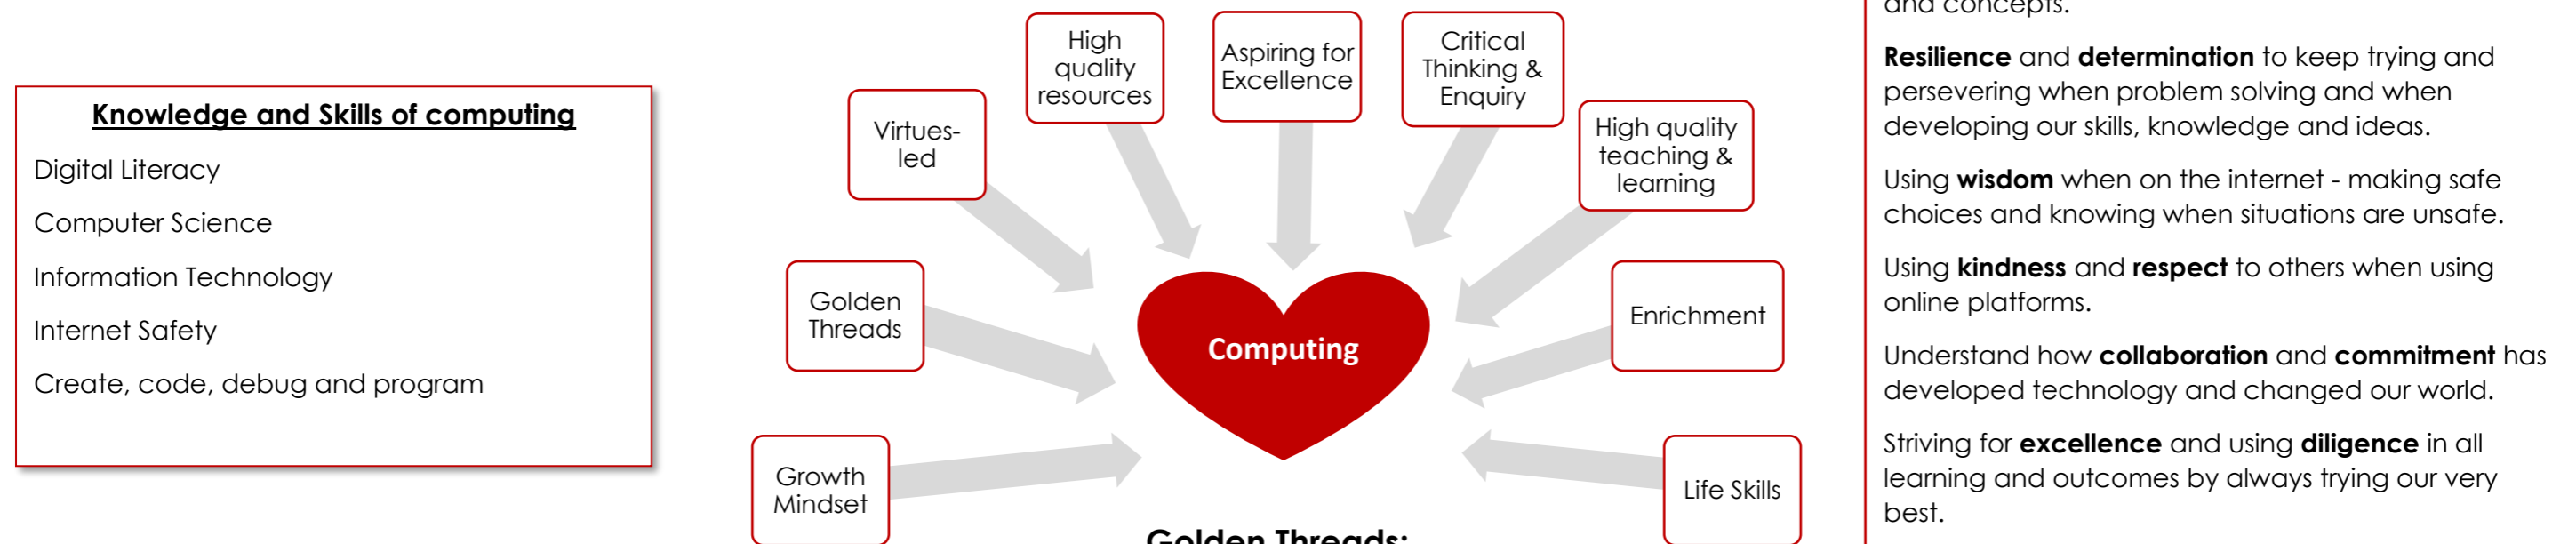 Knowledge and Skills of computing
Digital Literacy
Computer Science
Information Technology
Internet Safety
Create, code, debug and program
High
quality
resources
Aspiring for
Excellence
Critical
Thinking &
Enquiry
Virtues-
led
High quality
teaching &
learning
Golden
Threads
Enrichment
Computing
Growth
Mindset
Life Skills
Golden Threads:
and concepts.
Resilience and determination to keep trying and
persevering when problem solving and when
developing our skills, knowledge and ideas.
Using wisdom when on the internet - making safe
choices and knowing when situations are unsafe.
Using kindness and respect to others when using
online platforms.
Understand how collaboration and commitment has
developed technology and changed our world.
Striving for excellence and using diligence in all
learning and outcomes by always trying our very
best.